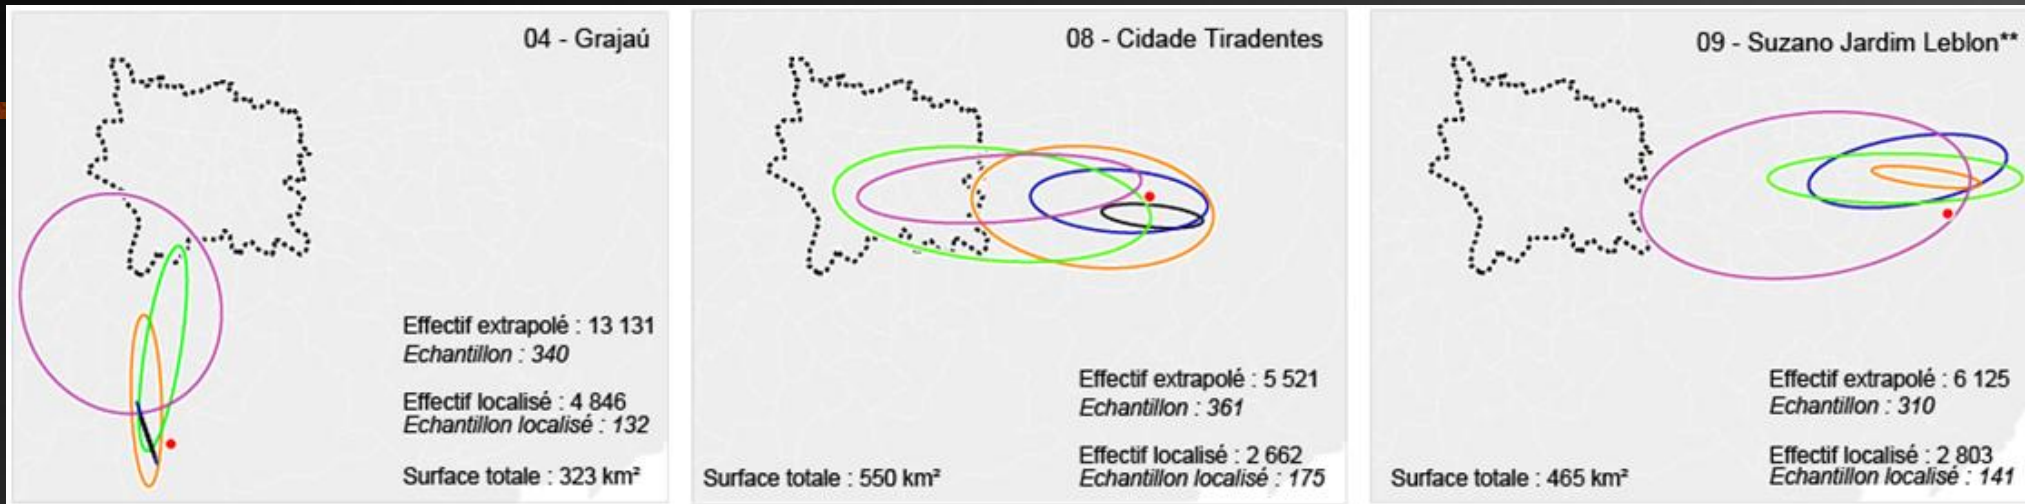 04 - Grajaú
Effectif extrapolé : 13 131
Echantillon : 340
Effectif localisé : 4 846
Echantillon localisé : 132
Surface totale : 323 km²
08 - Cidade Tiradentes
Effectif extrapolé : 5 521
Echantillon : 361
Effectif localisé : 2 662
Surface totale : 550 km²
Echantillon localisé : 175
09 - Suzano Jardim Leblon**
Effectif extrapolé : 6 125
Echantillon : 310
Effectif localisé : 2 803
Surface totale : 465 km²
Echantillon localisé : 141